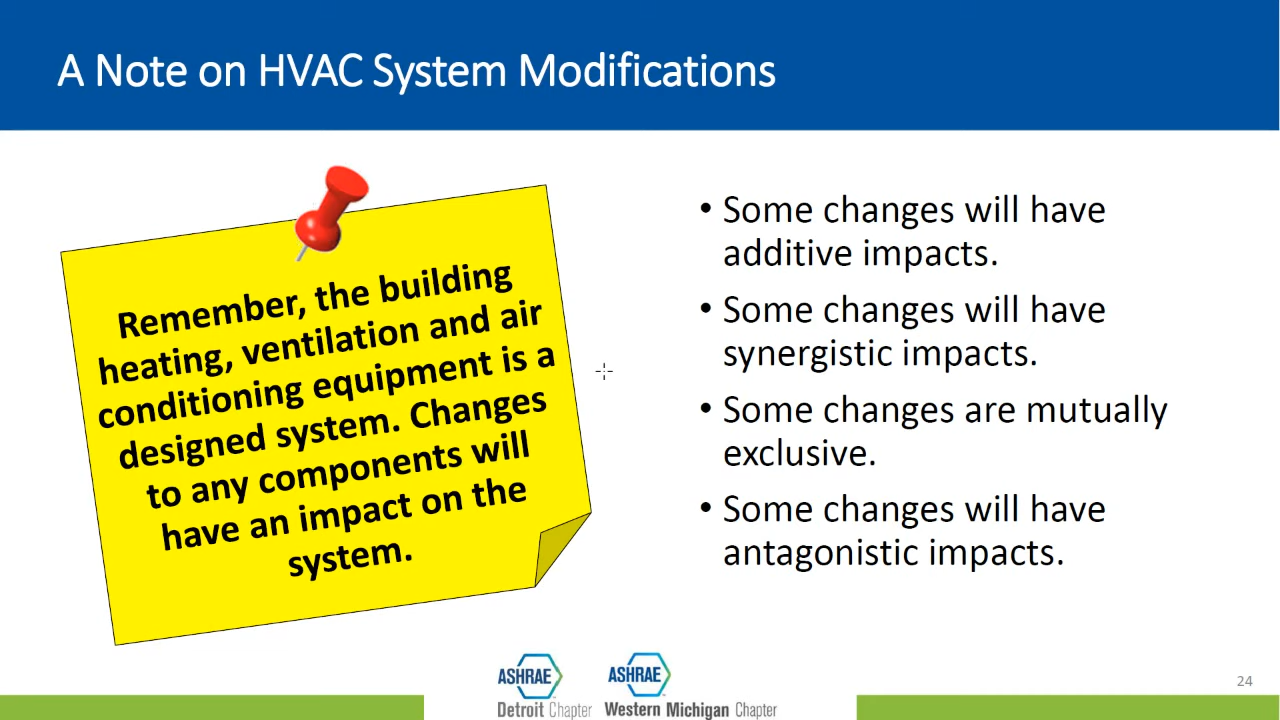 A Note on HVAC System Modifications
Remember, the building
heating, ventilation and air
conditioning equipment is a
designed system. Changes
to any components will
have an impact on the
system.
• Some changes will have
additive impacts.
• Some changes will have
synergistic impacts.
• Some changes are mutually
exclusive.
• Some changes will have
antagonistic impacts.
ASHRAE
Detroit Chapter
ASHRAE
Western Michigan Chapter
24